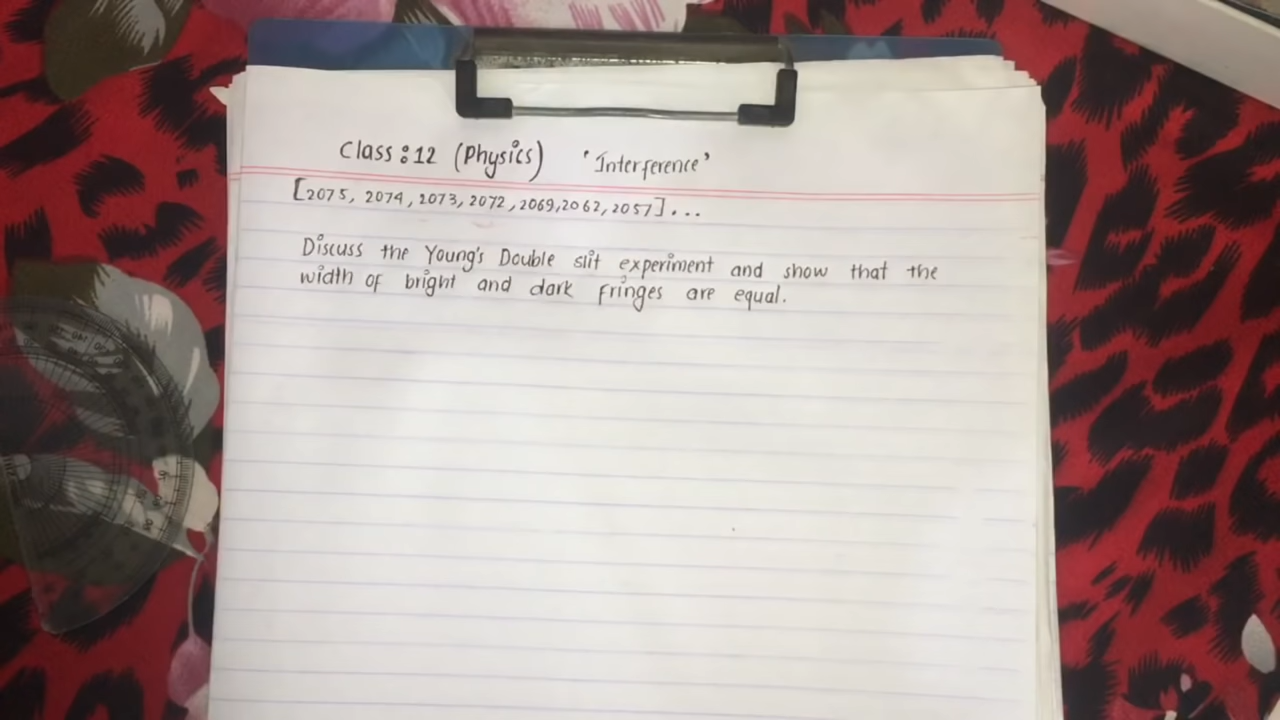 Class : 12 (Physics) 'Interference'
[2075, 2074, 2073, 2072, 2069, 2062, 2057]...
Discuss the Young's Double slit experiment and show that the
width of bright and dark fringes are equal.